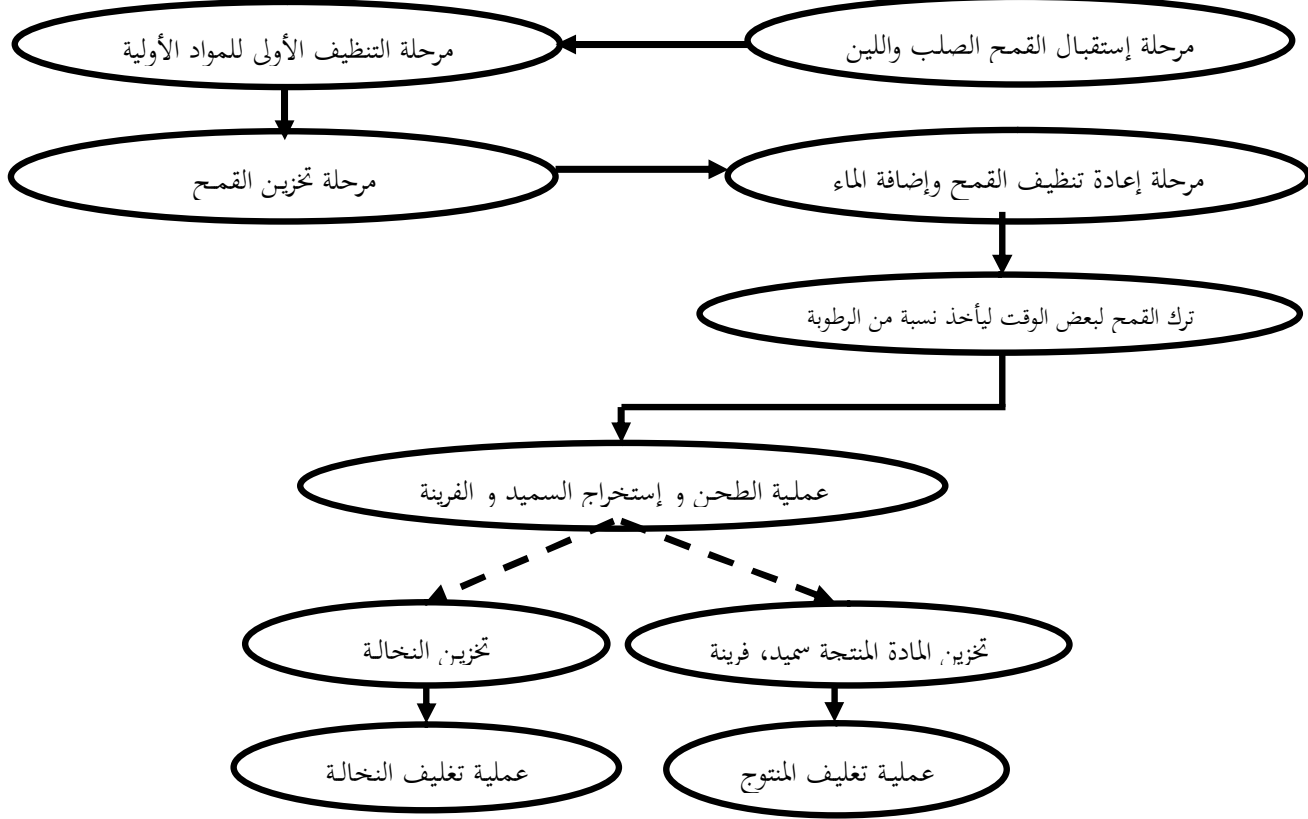 مرحلة إستقبال القمح الصلب واللين
مرحلة التنظيف الأولى للمواد الأولية
مرحلة تخزين القمح
مرحلة إعادة تنظيف القمح وإضافة الماء
ترك القمح لبعض الوقت ليأخذ نسبة من الرطوبة
عملية الطحن و إستخراج السميد و الفرينة
تخزين المادة المنتجة سميد، فرينة
تخزين النخالة
عملية تغليف المنتوج
عملية تغليف النخالة